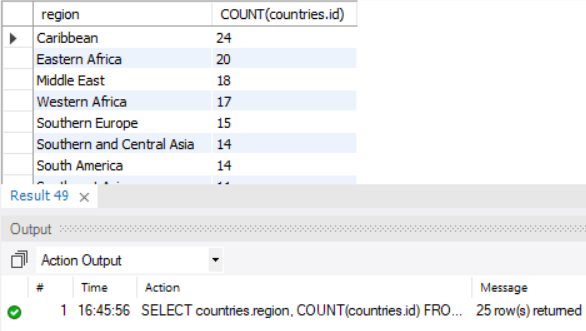 region COUNT(countries.id)
Caribbean 24
Eastern Africa 20
Middle East 18
Western Africa 17
Southern Europe 15
Southern and Central Asia 14
South America 14
Result 49 ×
Output
Action Output
# Time Action Message
1 16:45:56 SELECT countries.region, COUNT(countries.id) FRO... 25 row(s) returned